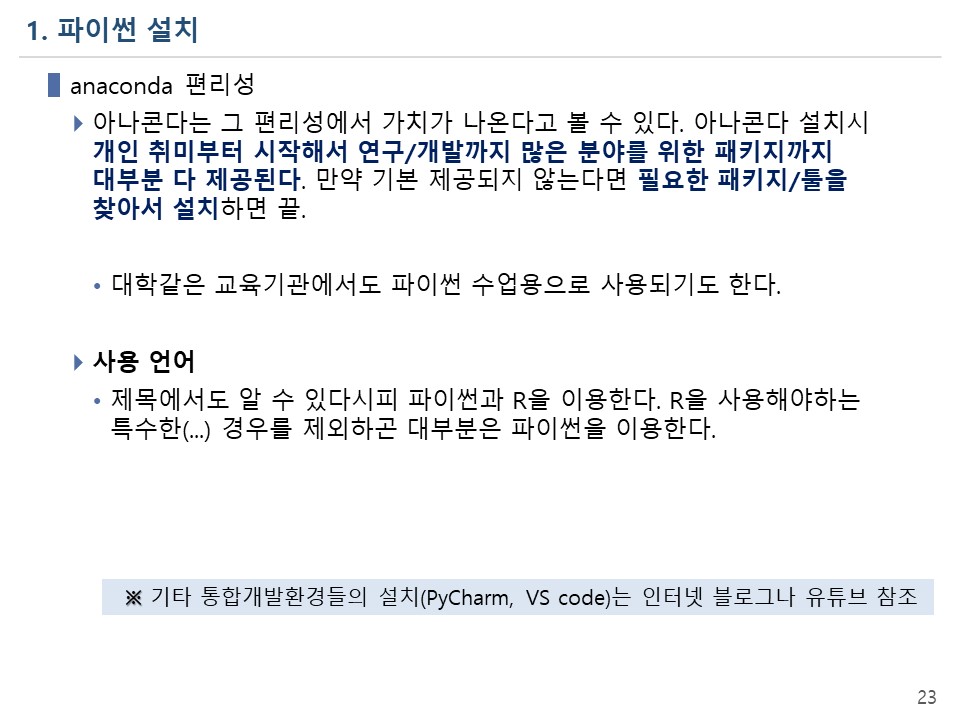 1. 파이썬 설치
anaconda 편리성
아나콘다는 그 편리성에서 가치가 나온다고 볼 수 있다. 아나콘다 설치시
개인 취미부터 시작해서 연구/개발까지 많은 분야를 위한 패키지까지
대부분 다 제공된다. 만약 기본 제공되지 않는다면 필요한 패키지/툴을
찾아서 설치하면 끝.
• 대학같은 교육기관에서도 파이썬 수업용으로 사용되기도 한다.
사용 언어
• 제목에서도 알 수 있다시피 파이썬과 R을 이용한다. R을 사용해야하는
특수한(...) 경우를 제외하곤 대부분은 파이썬을 이용한다.
※ 기타 통합개발환경들의 설치(PyCharm, VS code)는 인터넷 블로그나 유튜브 참조
23